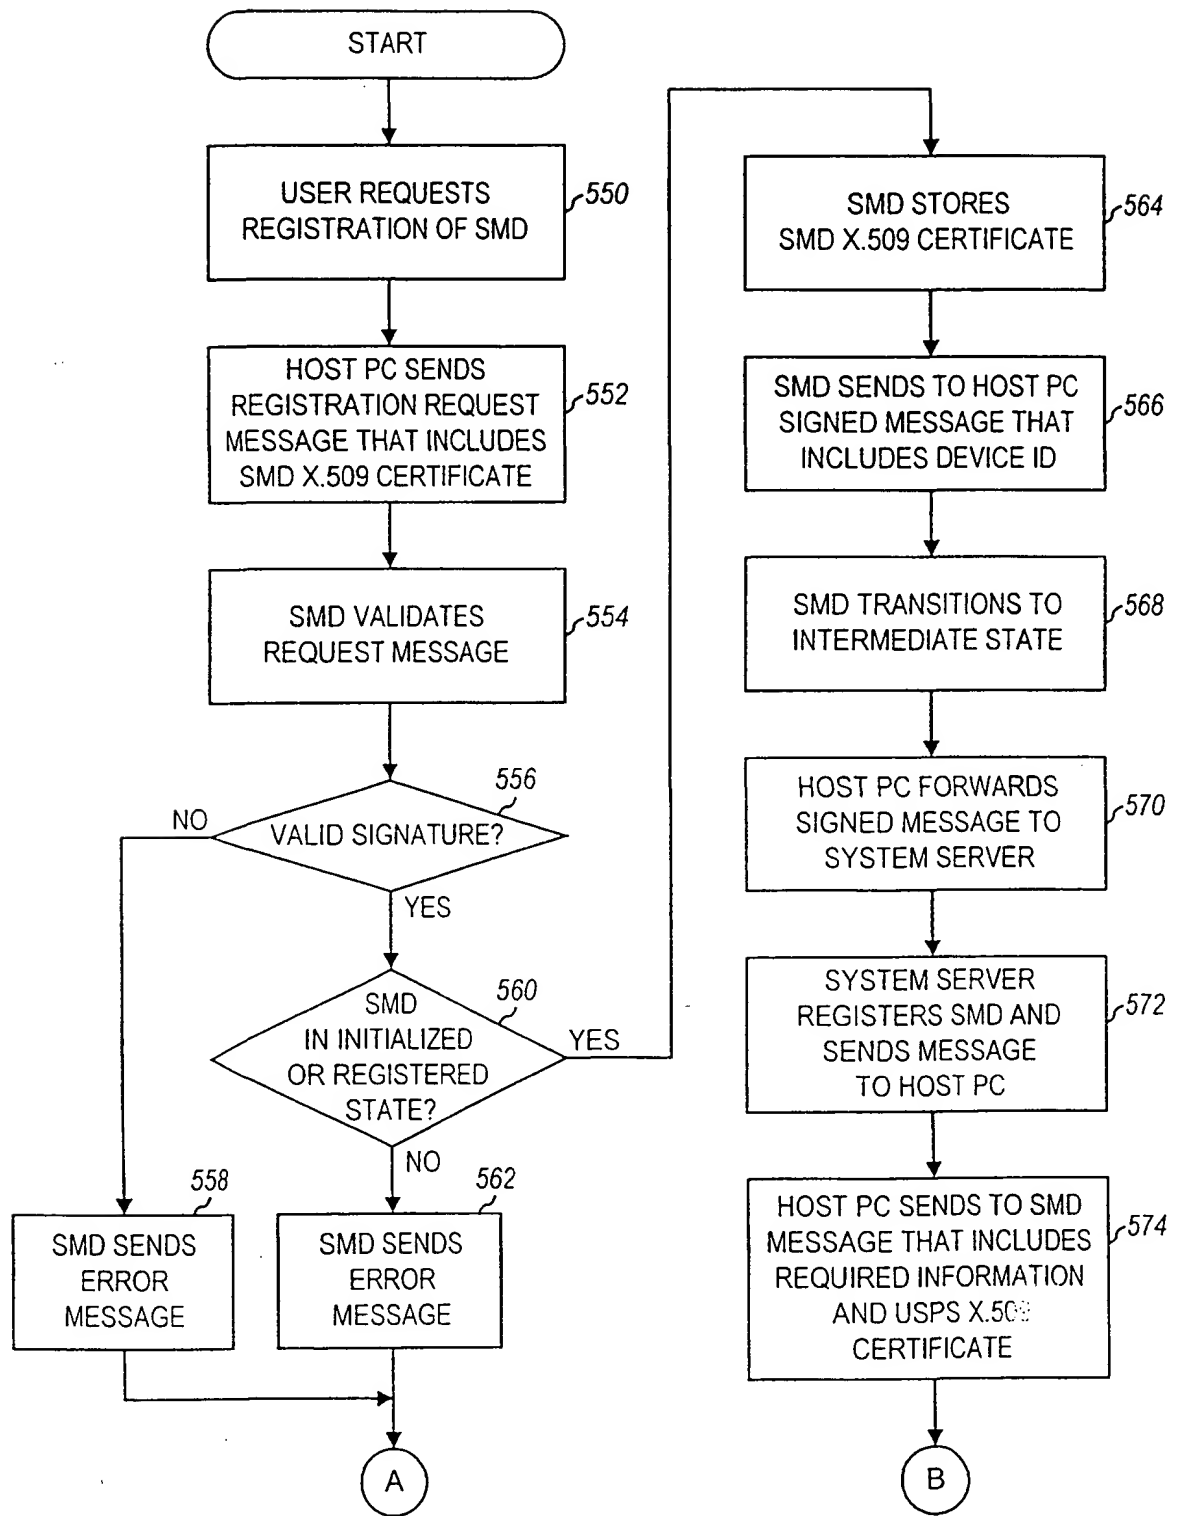 START
USER REQUESTS
REGISTRATION OF SMD
550
HOST PC SENDS
REGISTRATION REQUEST
MESSAGE THAT INCLUDES
SMD X.509 CERTIFICATE
552
SMD VALIDATES
REQUEST MESSAGE
554
VALID SIGNATURE?
556
NO
YES
SMD
IN INITIALIZED
OR REGISTERED
STATE?
560
YES
NO
558
SMD SENDS
ERROR
MESSAGE
562
SMD SENDS
ERROR
MESSAGE
A
SMD STORES
SMD X.509 CERTIFICATE
564
SMD SENDS TO HOST PC
SIGNED MESSAGE THAT
INCLUDES DEVICE ID
566
SMD TRANSITIONS TO
INTERMEDIATE STATE
568
HOST PC FORWARDS
SIGNED MESSAGE TO
SYSTEM SERVER
570
SYSTEM SERVER
REGISTERS SMD AND
SENDS MESSAGE
TO HOST PC
572
HOST PC SENDS TO SMD
MESSAGE THAT INCLUDES
REQUIRED INFORMATION
AND USPS X.509
CERTIFICATE
574
B